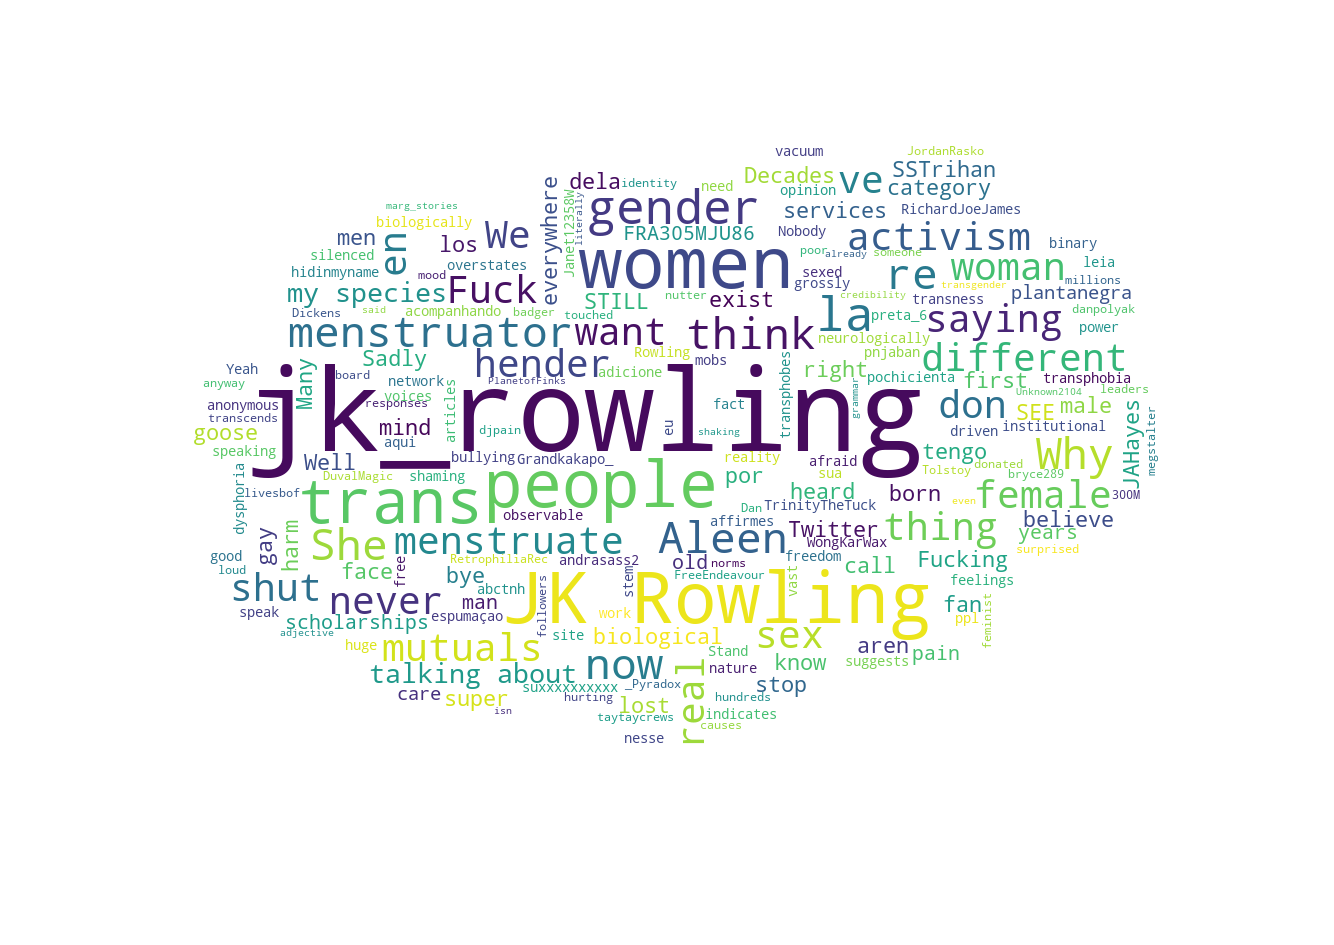 vacuum
JordanRasko
dela
identity
need
Decades
opinion
ve
SSTrihan
category
marg_stories
biologically
men
silenced
hidinmyname
los
en
We
everywhere
Janet12358W
literally
gender
FRA305MJU86
services
Nobody
RichardJoeJames
activism
binary
leia
millions
overstates
mood
my species
Fuck
women
poor
already
someone
sexed
grossly
re
woman
transgender
credibility
transness
plantanegra
danpolyak
power
Dickens
said
acompanhando
badger
touched
STILL
nutter
exist
la
preta_6
saying
menstruator
want
think
neurologically
pnjaban
different
Yeah
anyway
board
Many
Sadly
network
voices
hender
PlanetofFinks
Rowling
adicione
mobs
transphobes
right
pochicienta
first
transphobia
Unknown2104
leaders
anonymous
transcends
goose
speaking
responses
jk_rowling
mind
aqui
articles
djpain
eu
fact
shaking
grammar
don
driven
SEE
male
institutional
JAHayes
megstalter
Well
DuvalMagic
shaming
bullying
Grandkakapo_
reality
afraid
sua
tengo
Tolstoy
donated
bryce289
Why
livesbof
dysphoria
trans
people
por
heard
born
even
female
300M
observable
Dan
TrinityTheTuck
affirmes
Twitter
WongKarWax
thing
believe
years
surprised
gay
harm
She
menstruate
Aleen
good
loud
face
free
RetrophiliaRec
andrasass2
old
norms
freedom
call
Fucking
feelings
speak
shut
never
bye
abctnh
man
espumaçao
followers
stem
FreeEndeavour
vast
JK Rowling
fan
ppl
feminist
scholarships
adjective
work
site
biological
sex
huge
mutuals
now
Stand
nature
know
aren
suggests
pain
talking about
suxxxxxxxxx
_Pyradox
hurting
real
stop
hundreds
care
super
isn
lost
taytaycrews
indicates
causes
nesse